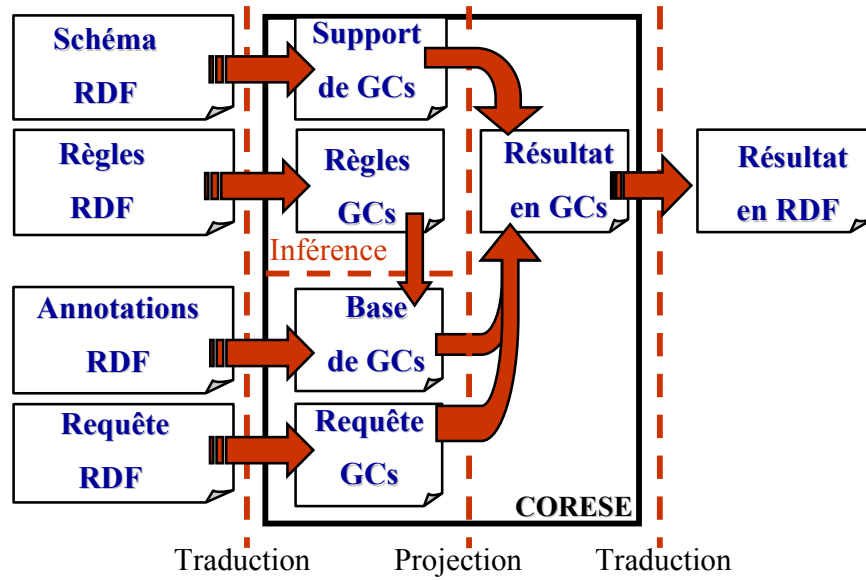 Schéma
RDF
Support
de GCs
Règles
RDF
Règles
GCs
Résultat
en GCs
Résultat
en RDF
Inférence
Annotations
RDF
Base
de GCs
Requête
RDF
Requête
GCs
CORESE
Traduction
Projection
Traduction